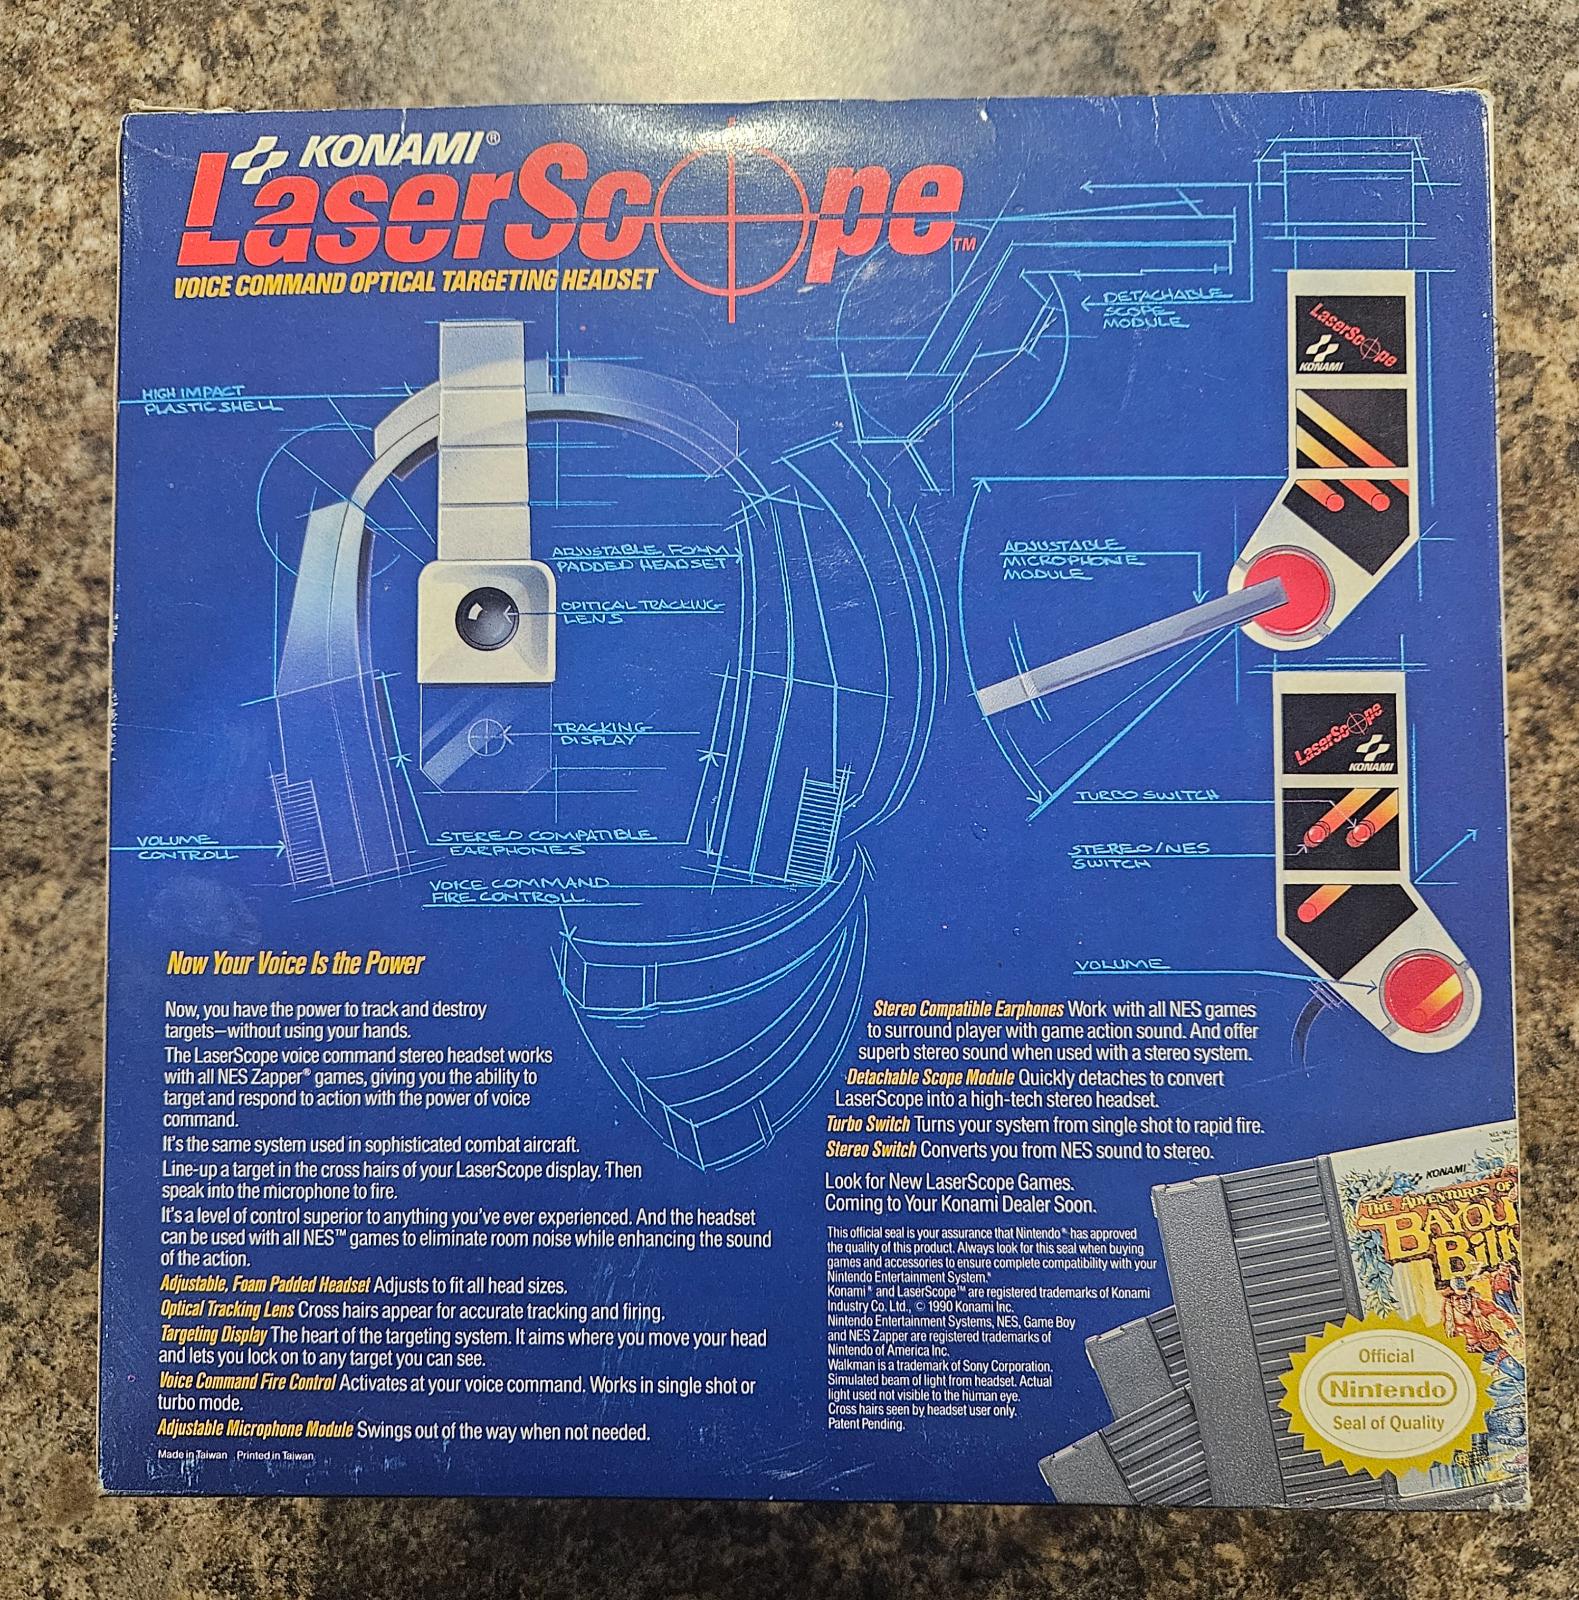 KONAMI®
LaserScope™
VOICE COMMAND OPTICAL TARGETING HEADSET
DETACHABLE
SCOPE
MODULE
LaserScope
KONAMI
HIGH IMPACT
PLASTIC SHELL
ADJUSTABLE, FOAM
PADDED HEADSET
OPITICAL TRACKING
LENS
ADJUSTABLE
MICROPHONE
MODULE
TRACKING
DISPLAY
LaserScope
KONAMI
TURBO SWITCH
STEREO/NES
SWITCH
VOLUME
CONTROLL
STEREO COMPATIBLE
EARPHONES
VOICE COMMAND
FIRE CONTROLL
VOLUME
Now Your Voice Is the Power
Now, you have the power to track and destroy
targets—without using your hands.
The LaserScope voice command stereo headset works
with all NES Zapper® games, giving you the ability to
target and respond to action with the power of voice
command.
It's the same system used in sophisticated combat aircraft.
Line-up a target in the cross hairs of your LaserScope display. Then
speak into the microphone to fire.
It's a level of control superior to anything you've ever experienced. And the headset
can be used with all NES™ games to eliminate room noise while enhancing the sound
of the action.
Adjustable, Foam Padded Headset Adjusts to fit all head sizes.
Optical Tracking Lens Cross hairs appear for accurate tracking and firing.
Targeting Display The heart of the targeting system. It aims where you move your head
and lets you lock on to any target you can see.
Voice Command Fire Control Activates at your voice command. Works in single shot or
turbo mode.
Adjustable Microphone Module Swings out of the way when not needed.
Made in Taiwan Printed in Taiwan
Stereo Compatible Earphones Work with all NES games
to surround player with game action sound. And offer
superb stereo sound when used with a stereo system.
Detachable Scope Module Quickly detaches to convert
LaserScope into a high-tech stereo headset.
Turbo Switch Turns your system from single shot to rapid fire.
Stereo Switch Converts you from NES sound to stereo.
Look for New LaserScope Games.
Coming to Your Konami Dealer Soon.
This official seal is your assurance that Nintendo® has approved
the quality of this product. Always look for this seal when buying
games and accessories to ensure complete compatibility with your
Nintendo Entertainment System.®
Konami® and LaserScope™ are registered trademarks of Konami
Industry Co. Ltd., © 1990 Konami Inc.
Nintendo Entertainment Systems, NES, Game Boy
and NES Zapper are registered trademarks of
Nintendo of America Inc.
Walkman is a trademark of Sony Corporation.
Simulated beam of light from headset. Actual
light used not visible to the human eye.
Cross hairs seen by headset user only.
Patent Pending.
KONAMI
THE ADVENTURES OF
BAYOU
Billy
Official
Nintendo
Seal of Quality